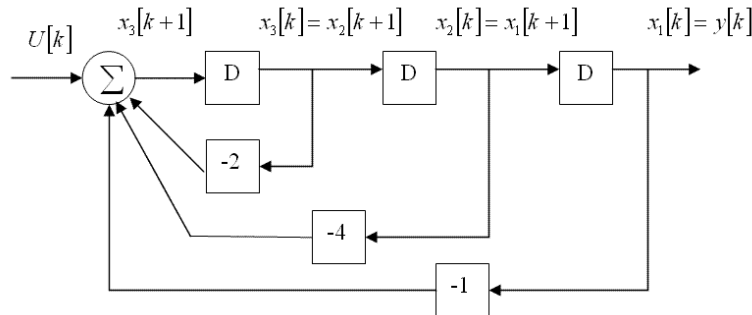 U[k]
x₃[k+1]
x₃[k] = x₂[k+1]
x₂[k] = x₁[k+1]
x₁[k] = y[k]
Σ
D
D
D
-2
-4
-1